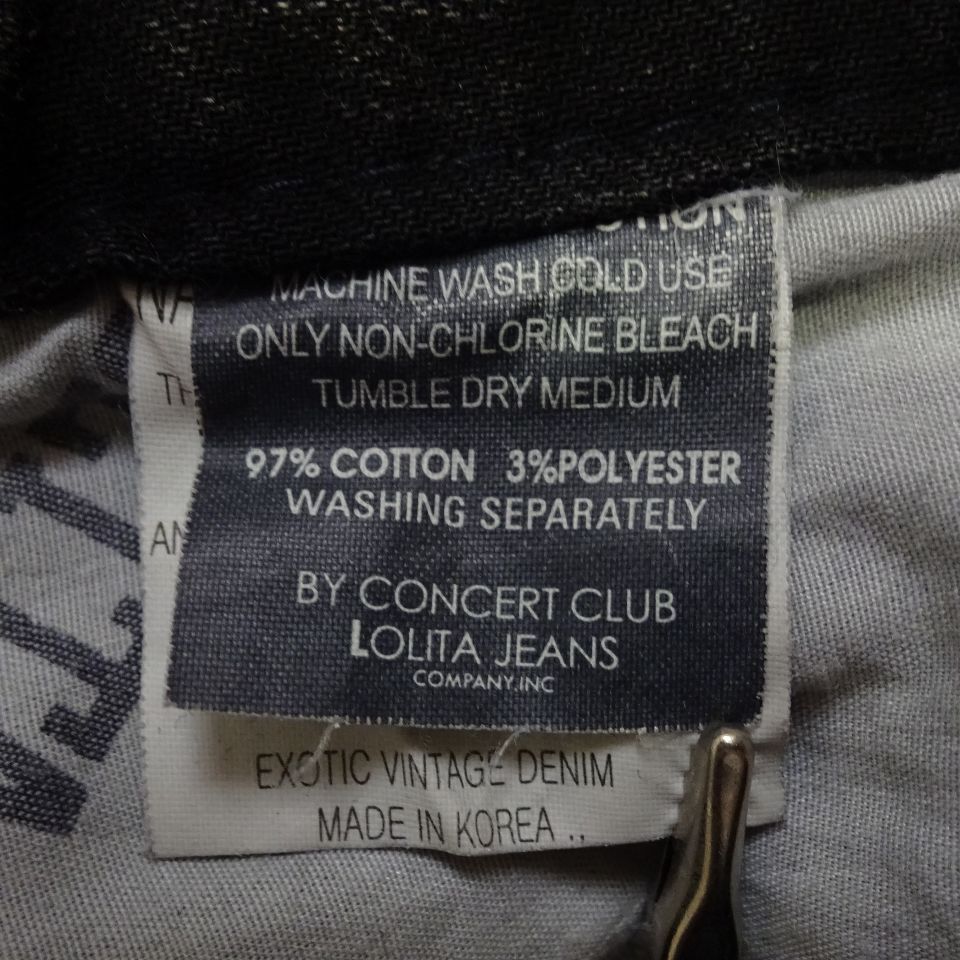 MACHINE WASH COLD USE
ONLY NON-CHLORINE BLEACH
TUMBLE DRY MEDIUM
97% COTTON 3%POLYESTER
WASHING SEPARATELY
BY CONCERT CLUB
LOLITA JEANS
COMPANY,INC
EXOTIC VINTAGE DENIM
MADE IN KOREA ..